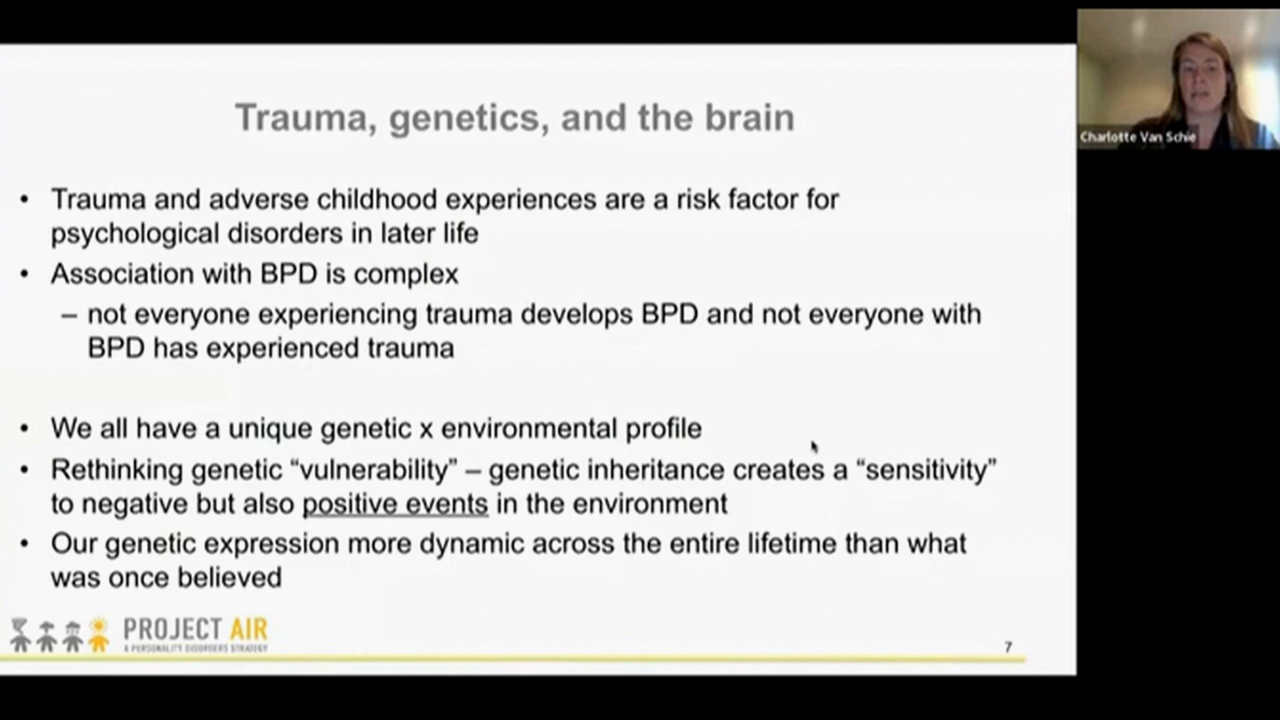 Trauma, genetics, and the brain
• Trauma and adverse childhood experiences are a risk factor for
psychological disorders in later life
• Association with BPD is complex
– not everyone experiencing trauma develops BPD and not everyone with
BPD has experienced trauma
• We all have a unique genetic x environmental profile
• Rethinking genetic “vulnerability” – genetic inheritance creates a “sensitivity”
to negative but also positive events in the environment
• Our genetic expression more dynamic across the entire lifetime than what
was once believed
PROJECT AIR
A PERSONALITY DISORDERS STRATEGY
7
Charlotte Van Schie